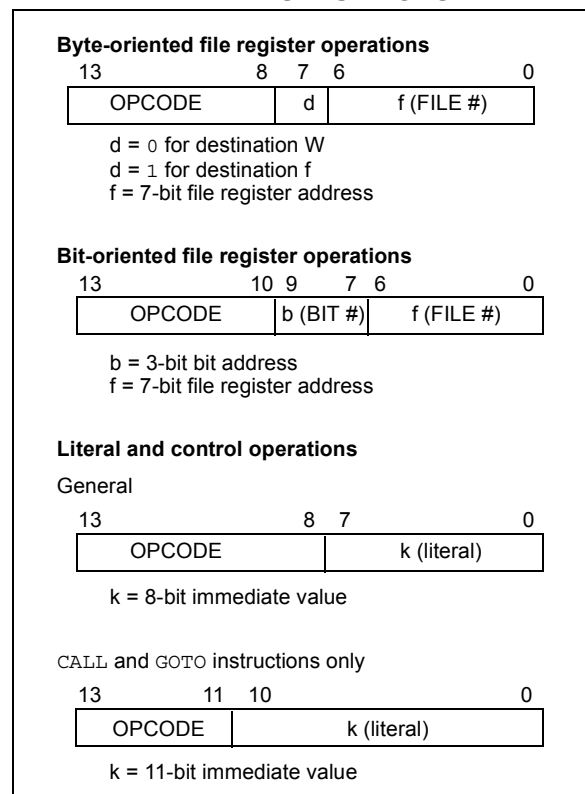 Byte-oriented file register operations
13 8 7 6 0
OPCODE d f (FILE #)
d = 0 for destination W
d = 1 for destination f
f = 7-bit file register address
Bit-oriented file register operations
13 10 9 7 6 0
OPCODE b (BIT #) f (FILE #)
b = 3-bit bit address
f = 7-bit file register address
Literal and control operations
General
13 8 7 0
OPCODE k (literal)
k = 8-bit immediate value
CALL and GOTO instructions only
13 11 10 0
OPCODE k (literal)
k = 11-bit immediate value